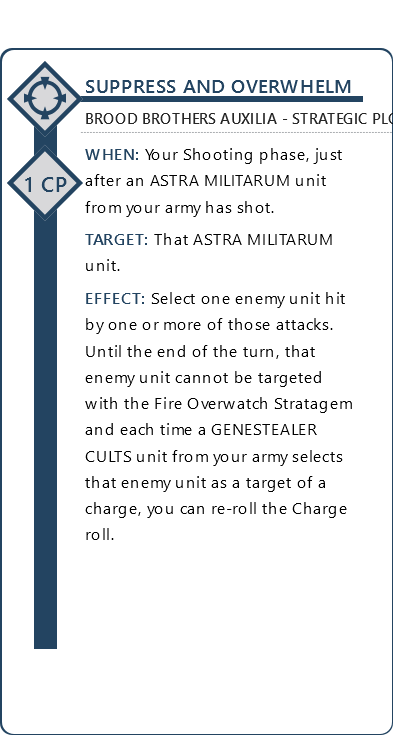 SUPPRESS AND OVERWHELM
BROOD BROTHERS AUXILIA - STRATEGIC
1 CP
WHEN: Your Shooting phase, just
after an ASTRA MILITARUM unit
from your army has shot.
TARGET: That ASTRA MILITARUM
unit.
EFFECT: Select one enemy unit hit
by one or more of those attacks.
Until the end of the turn, that
enemy unit cannot be targeted
with the Fire Overwatch Stratagem
and each time a GENESTEALER
CULTS unit from your army selects
that enemy unit as a target of a
charge, you can re-roll the Charge
roll.